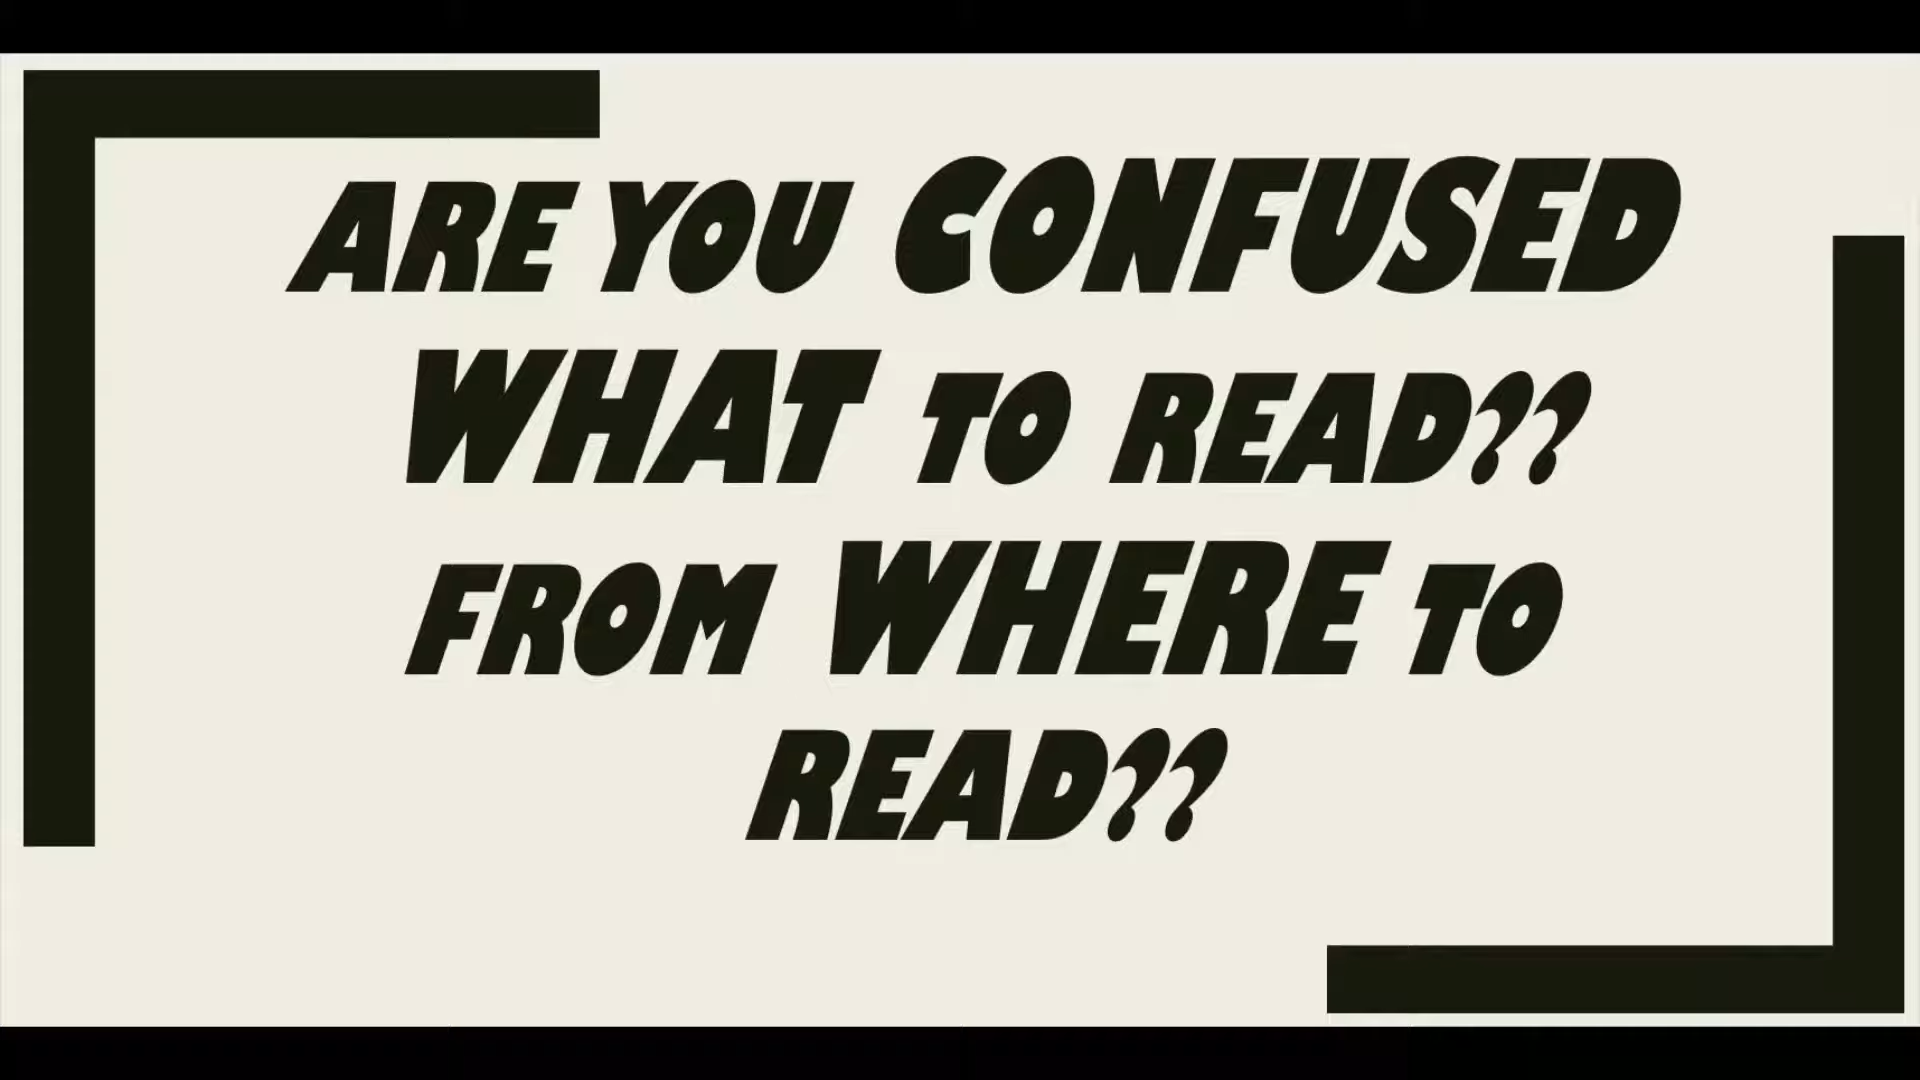 ARE YOU CONFUSED
WHAT TO READ??
FROM WHERE TO
READ??